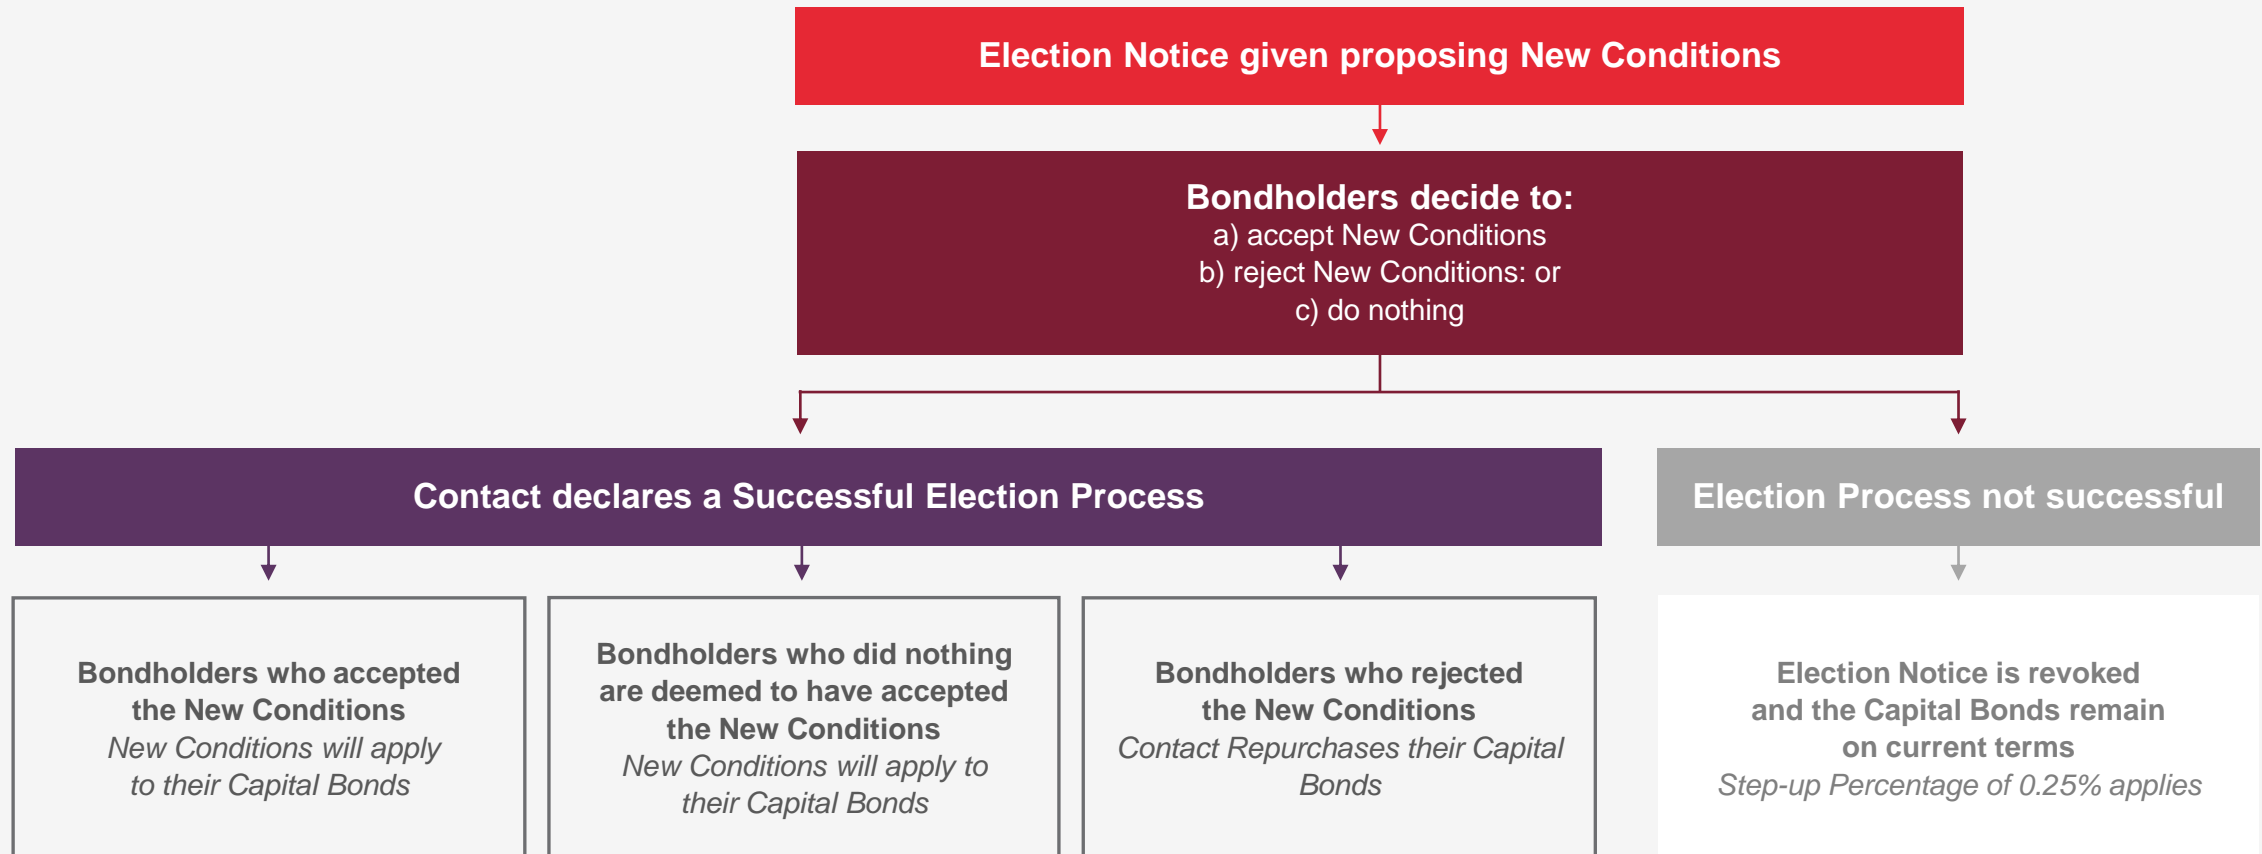 Election Notice given proposing New Conditions
Bondholders decide to:
a) accept New Conditions
b) reject New Conditions: or
c) do nothing
Contact declares a Successful Election Process
Election Process not successful
Bondholders who accepted
the New Conditions
New Conditions will apply
to their Capital Bonds
Bondholders who did nothing
are deemed to have accepted
the New Conditions
New Conditions will apply to
their Capital Bonds
Bondholders who rejected
the New Conditions
Contact Repurchases their Capital
Bonds
Election Notice is revoked
and the Capital Bonds remain
on current terms
Step-up Percentage of 0.25% applies